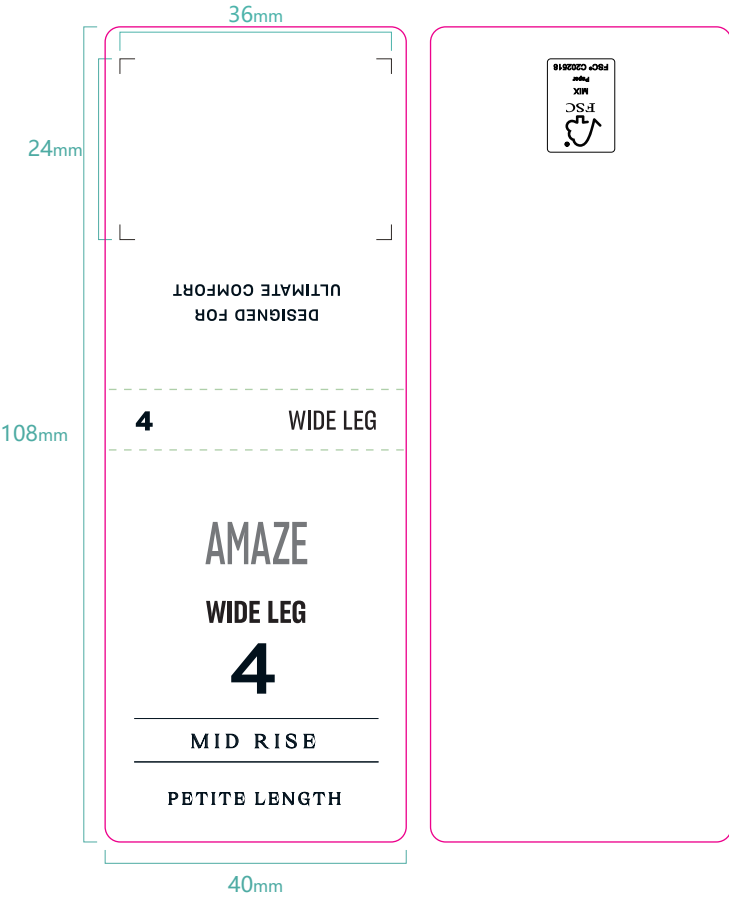 36mm
24mm
DESIGNED FOR
ULTIMATE COMFORT
4 WIDE LEG
108mm
AMAZE
WIDE LEG
4
MID RISE
PETITE LENGTH
40mm
FSC
MIX
Paper
FSC®